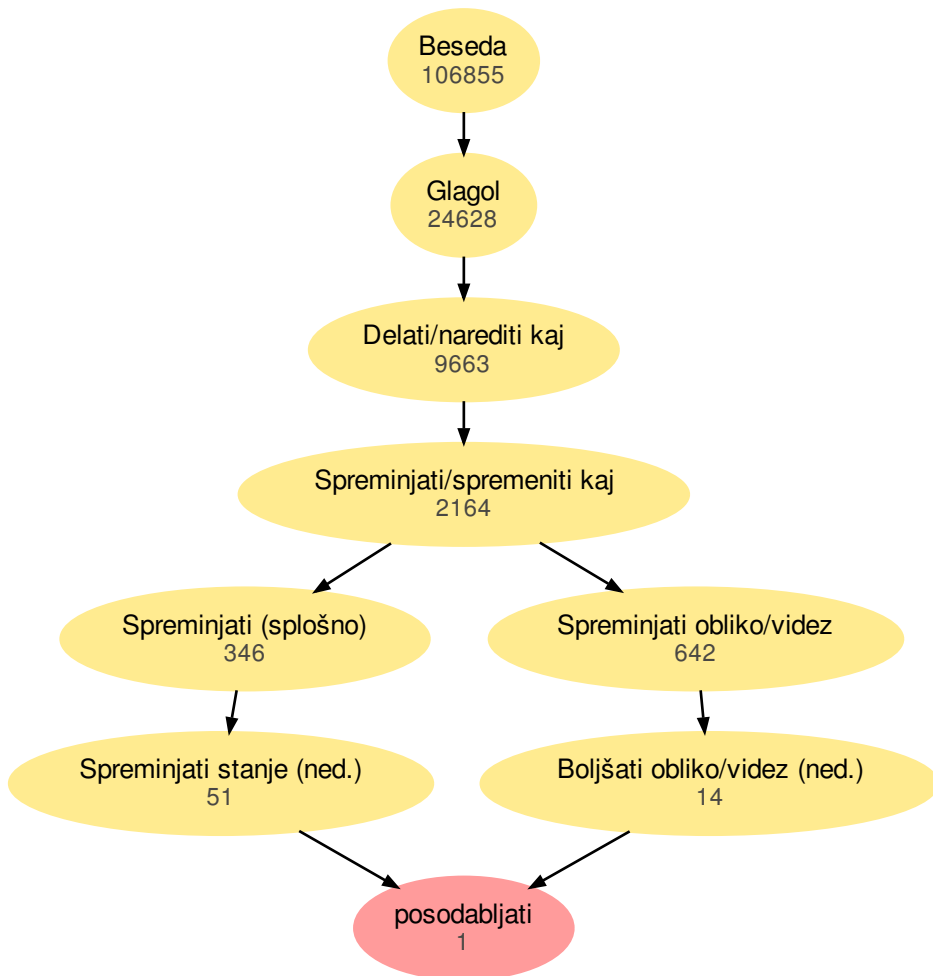 Beseda
106855
Glagol
24628
Delati/narediti kaj
9663
Spreminjati/spremeniti kaj
2164
Spreminjati (splošno)
346
Spreminjati obliko/videz
642
Spreminjati stanje (ned.)
51
Boljšati obliko/videz (ned.)
14
posodabljati
1